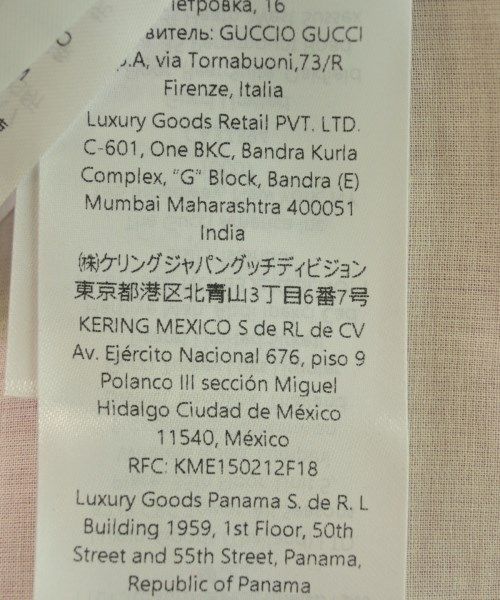 Петровка, 16
витель: GUCCIO GUCCI
S.p.A, via Tornabuoni,73/R
Firenze, Italia
Luxury Goods Retail PVT. LTD.
C-601, One BKC, Bandra Kurla
Complex, "G" Block, Bandra (E)
Mumbai Maharashtra 400051
India
㈱ケリングジャパングッチディビジョン
東京都港区北青山3丁目6番7号
KERING MEXICO S de RL de CV
Av. Ejército Nacional 676, piso 9
Polanco III sección Miguel
Hidalgo Ciudad de México
11540, México
RFC: KME150212F18
Luxury Goods Panama S. de R. L
Building 1959, 1st Floor, 50th
Street and 55th Street, Panama,
Republic of Panama